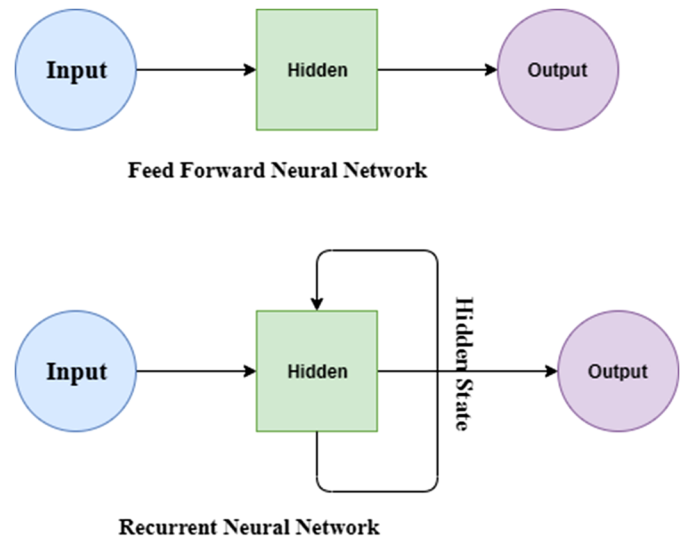 Input
Hidden
Output
Feed Forward Neural Network
Input
Hidden
Hidden State
Output
Recurrent Neural Network